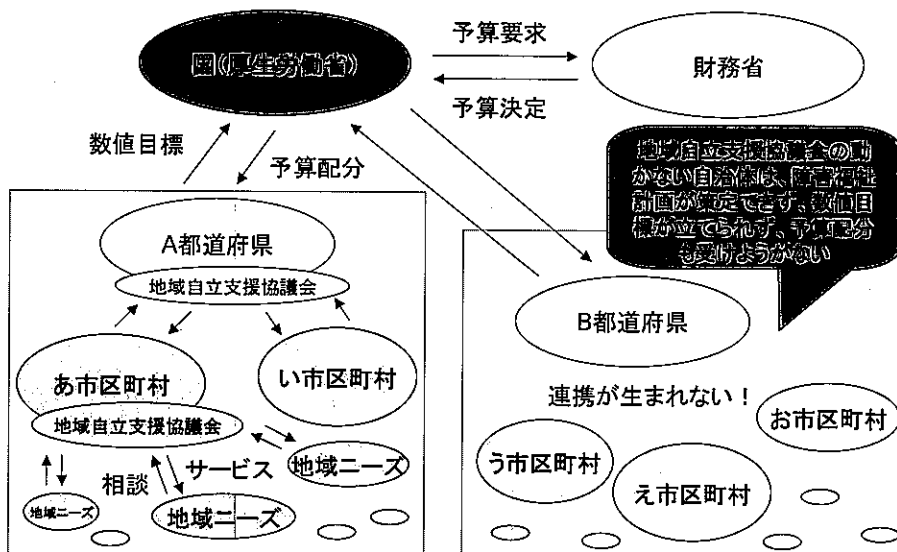 国(厚生労働省)
予算要求
予算決定
財務省
数値目標
予算配分
地域自立支援協議会の動
かない自治体は、障害福祉
計画が策定できず、数値目
標が立てられず、予算配分
も受けようがない
A都道府県
地域自立支援協議会
あ市区町村
い市区町村
地域自立支援協議会
相談
サービス
地域ニーズ
地域ニーズ
地域ニーズ
B都道府県
連携が生まれない！
う市区町村
え市区町村
お市区町村